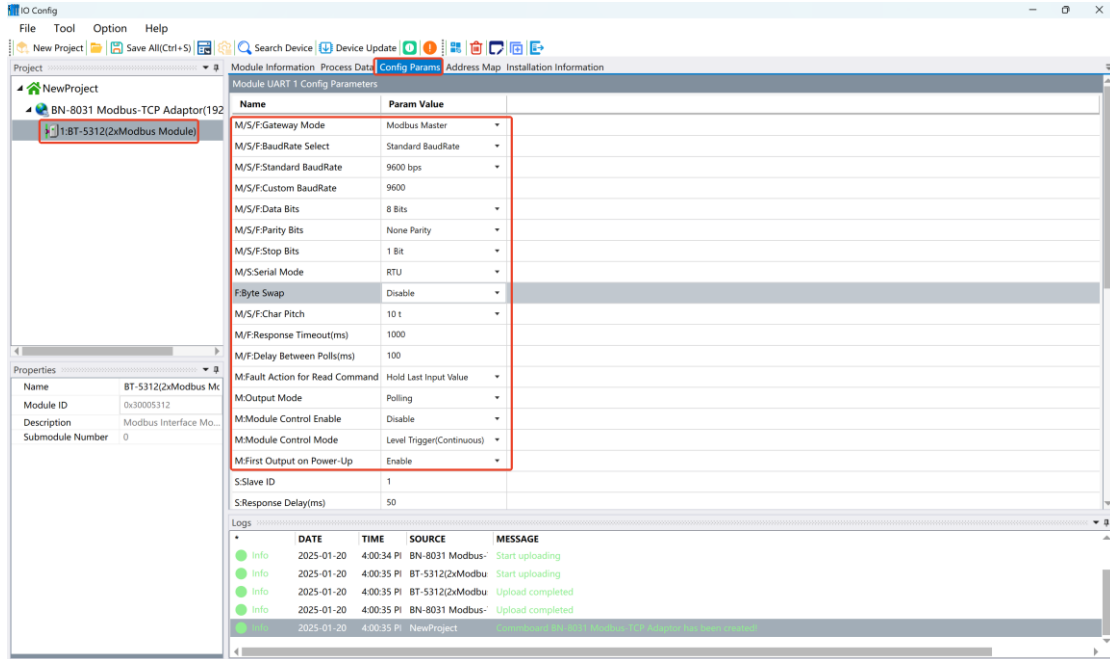 IO Config
File Tool Option Help
New Project Save All(Ctrl+S) Search Device Device Update
Project
Module Information Process Data Config Params Address Map Installation Information
NewProject
BN-8031 Modbus-TCP Adaptor(192
1:BT-5312(2xModbus Module)
Module UART 1 Config Parameters
Name Param Value
M/S/F:Gateway Mode Modbus Master
M/S/F:BaudRate Select Standard BaudRate
M/S/F:Standard BaudRate 9600 bps
M/S/F:Custom BaudRate 9600
M/S/F:Data Bits 8 Bits
M/S/F:Parity Bits None Parity
M/S/F:Stop Bits 1 Bit
M/S:Serial Mode RTU
F:Byte Swap Disable
M/S/F:Char Pitch 10 t
M/F:Response Timeout(ms) 1000
M/F:Delay Between Polls(ms) 100
M:Fault Action for Read Command Hold Last Input Value
M:Output Mode Polling
M:Module Control Enable Disable
M:Module Control Mode Level Trigger(Continuous)
M:First Output on Power-Up Enable
S:Slave ID 1
S:Response Delay(ms) 50
Properties
Name BT-5312(2xModbus Mc
Module ID 0x30005312
Description Modbus Interface Mo...
Submodule Number 0
Logs
* DATE TIME SOURCE MESSAGE
Info 2025-01-20 4:00:34 PI BN-8031 Modbus-' Start uploading
Info 2025-01-20 4:00:35 PI BT-5312(2xModbu: Start uploading
Info 2025-01-20 4:00:35 PI BT-5312(2xModbu: Upload completed
Info 2025-01-20 4:00:35 PI BN-8031 Modbus-' Upload completed
Info 2025-01-20 4:00:35 PI NewProject Commboard BN-8031 Modbus-TCP Adaptor has been created!